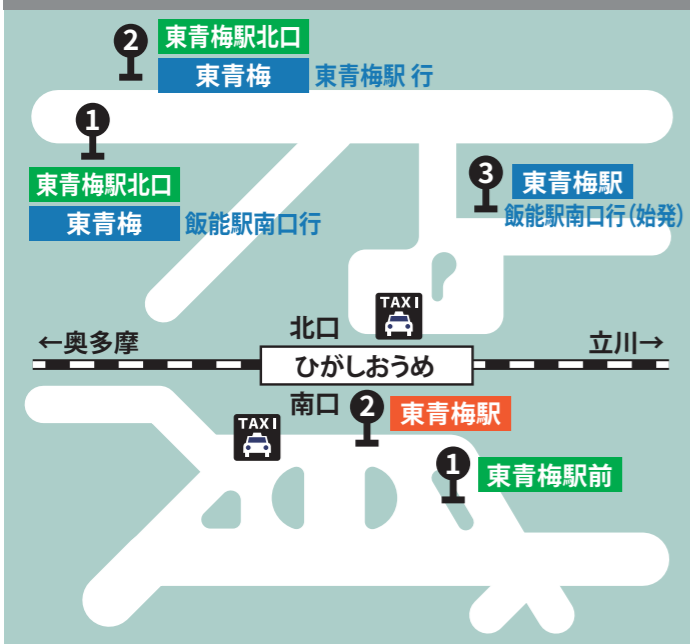 2 東青梅駅北口
東青梅 東青梅駅 行
1
東青梅駅北口
東青梅 飯能駅南口行
3 東青梅駅
飯能駅南口行(始発)
TAXI
北口
←奥多摩
立川→
ひがしおうめ
南口
2 東青梅駅
TAXI
1 東青梅駅前